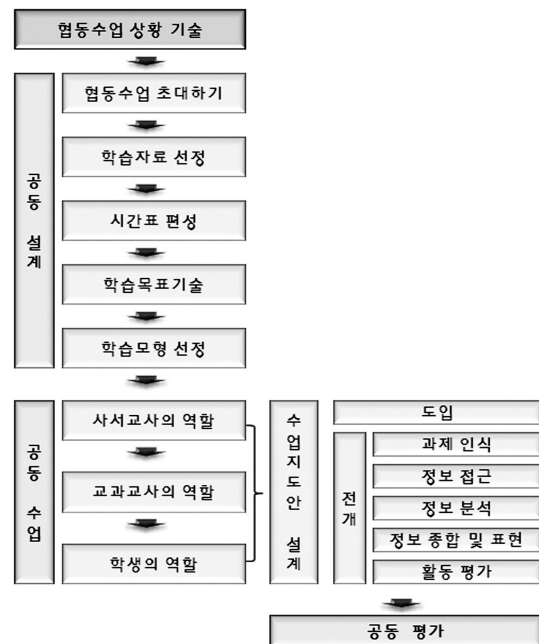 협동수업 상황 기술
공동 설계
협동수업 초대하기
학습자료 선정
시간표 편성
학습목표기술
학습모형 선정
공동 수업
사서교사의 역할
교과교사의 역할
학생의 역할
수업지도안 설계
도입
전개
과제 인식
정보 접근
정보 분석
정보 종합 및 표현
활동 평가
공동 평가